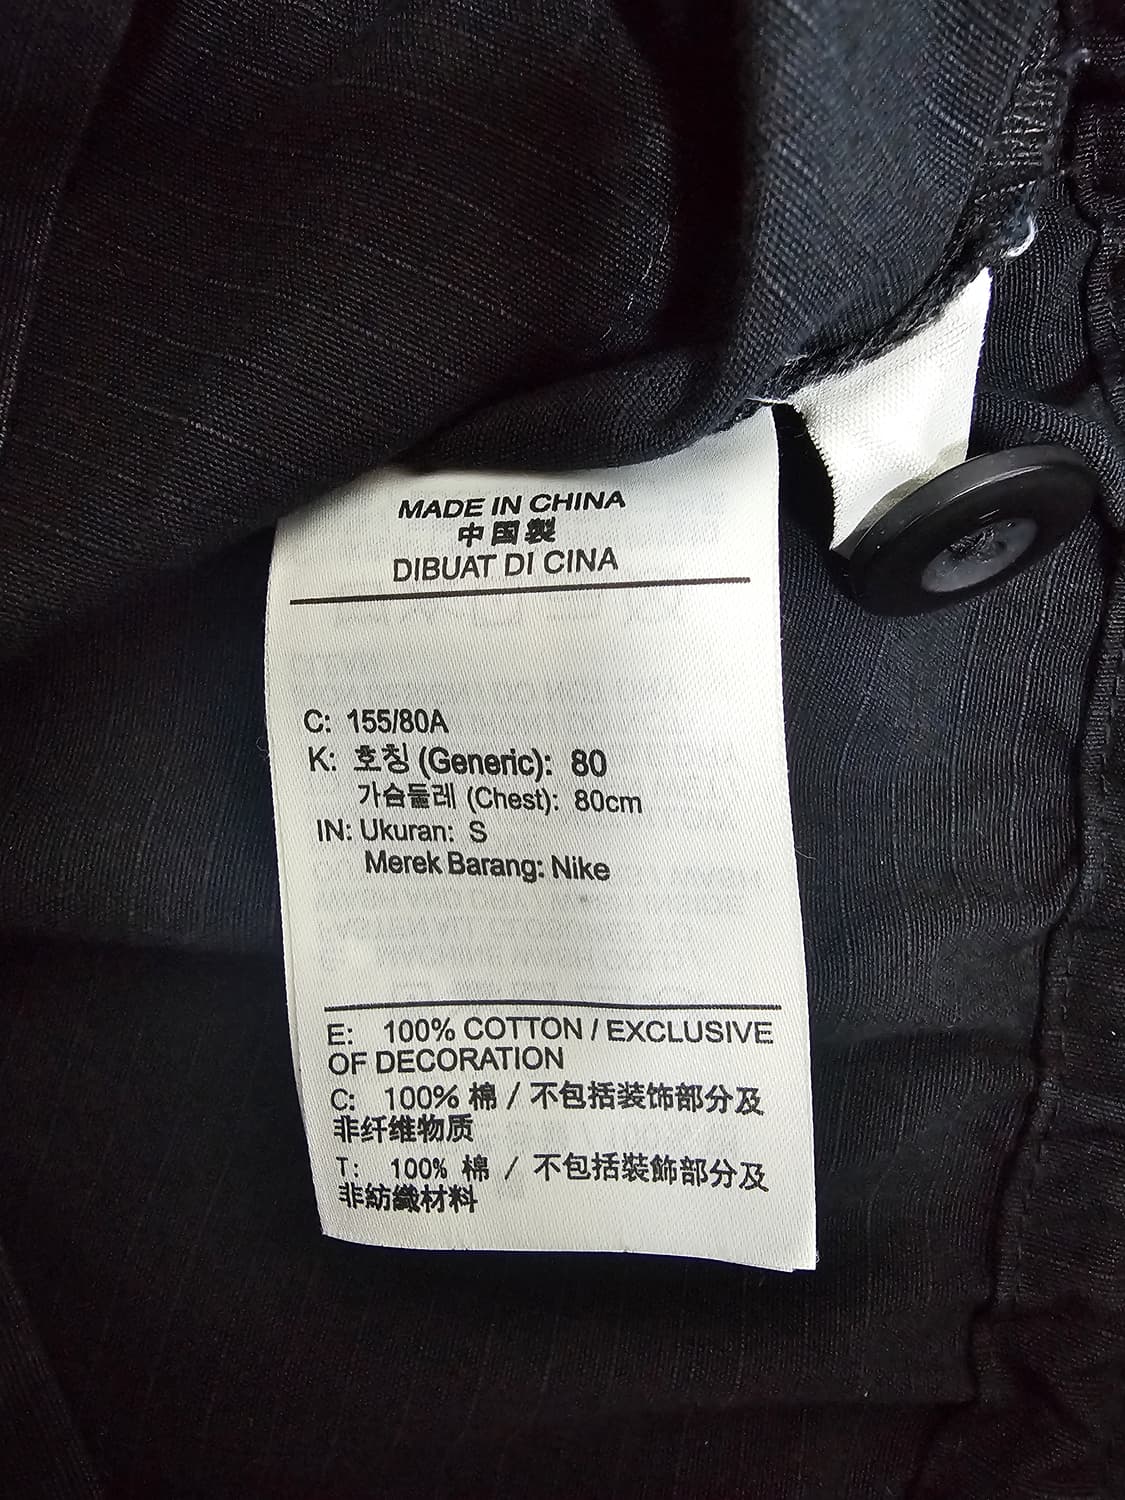 MADE IN CHINA
中国製
DIBUAT DI CINA
C: 155/80A
K: 호칭 (Generic): 80
가슴둘레 (Chest): 80cm
IN: Ukuran: S
Merek Barang: Nike
E: 100% COTTON / EXCLUSIVE
OF DECORATION
C: 100% 棉 / 不包括装饰部分及
非纤维物质
T: 100% 棉 / 不包括裝飾部分及
非紡織材料